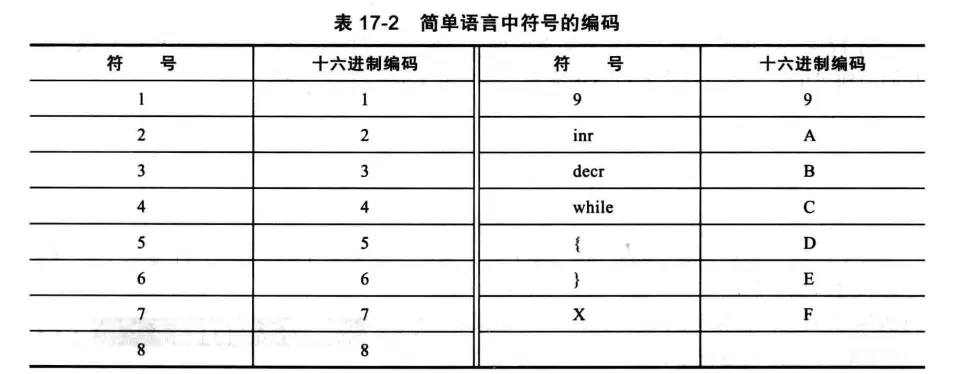 表 17-2 简单语言中符号的编码
符 号 十六进制编码 符 号 十六进制编码
1 1 9 9
2 2 inr A
3 3 decr B
4 4 while C
5 5 { D
6 6 } E
7 7 X F
8 8